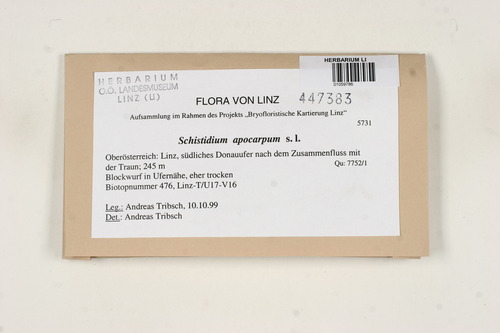 HERBARIUM LI
01059786
HERBARIUM
O.Ö. LANDESMUSEUM
LINZ (U)
FLORA VON LINZ 447383
Aufsammlung im Rahmen des Projekts „Bryofloristische Kartierung Linz"
5731
Schistidium apocarpum s. l.
Oberösterreich: Linz, südliches Donauufer nach dem Zusammenfluss mit
der Traun; 245 m Qu: 7752/1
Blockwurf in Ufernähe, eher trocken
Biotopnummer 476, Linz-T/U17-V16
Leg.: Andreas Tribsch, 10.10.99
Det.: Andreas Tribsch